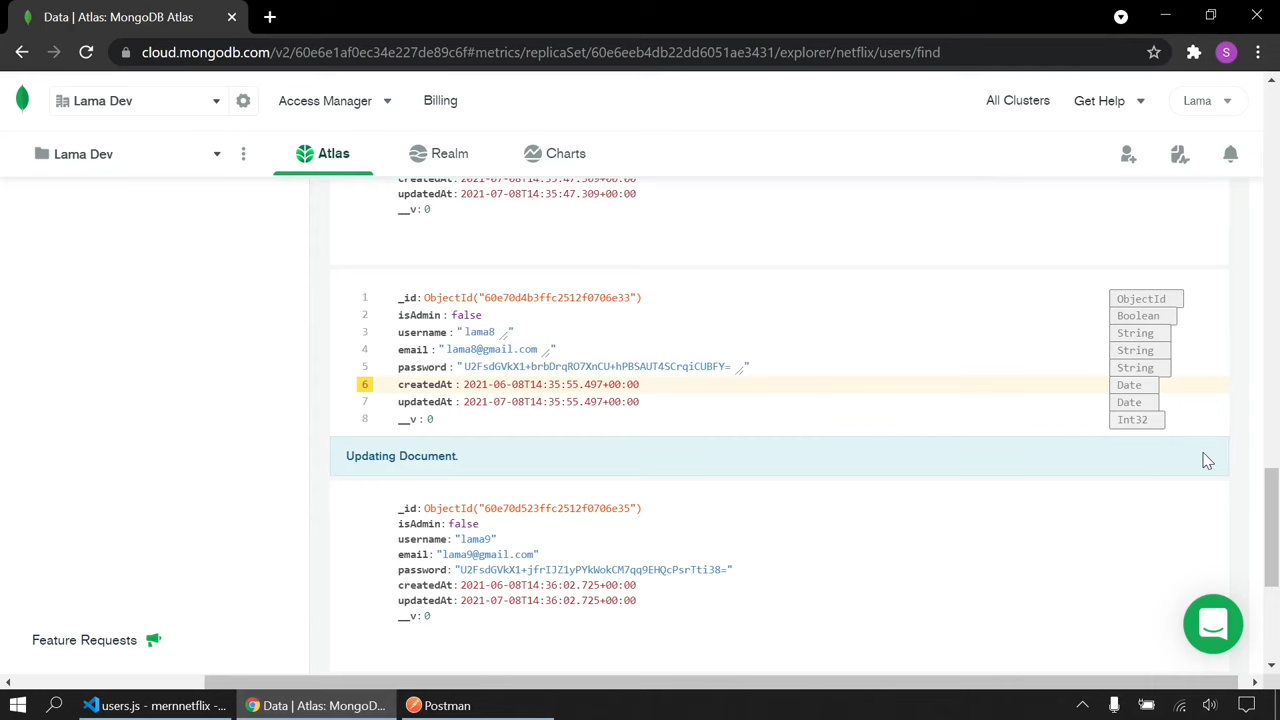 Data | Atlas: MongoDB Atlas
cloud.mongodb.com/v2/60e6e1af0ec34e227de89c6f#metrics/replicaSet/60e6eeb4db22dd6051ae3431/explorer/netflix/users/find
S
Lama Dev
Access Manager
Billing
All Clusters
Get Help
Lama
Lama Dev
Atlas
Realm
Charts
createdAt: 2021-07-08T14:35:47.309+00:00
updatedAt: 2021-07-08T14:35:47.309+00:00
__v: 0
1 _id: ObjectId("60e70d4b3ffc2512f0706e33") ObjectId
2 isAdmin : false Boolean
3 username : "lama8" String
4 email : "lama8@gmail.com" String
5 password : "U2FsdGVkX1+brbDrqRO7XnCU+hPBSAUT4SCrqiCUBFY=" String
6 createdAt : 2021-06-08T14:35:55.497+00:00 Date
7 updatedAt : 2021-07-08T14:35:55.497+00:00 Date
8 __v : 0 Int32
Updating Document.
_id: ObjectId("60e70d523ffc2512f0706e35")
isAdmin: false
username: "lama9"
email: "lama9@gmail.com"
password: "U2FsdGVkX1+jfrIJZ1yPYkWokCM7qq9EHQcPsrTti38="
createdAt: 2021-06-08T14:36:02.725+00:00
updatedAt: 2021-07-08T14:36:02.725+00:00
__v: 0
Feature Requests
users.js - mernnetflix -...
Data | Atlas: MongoD...
Postman